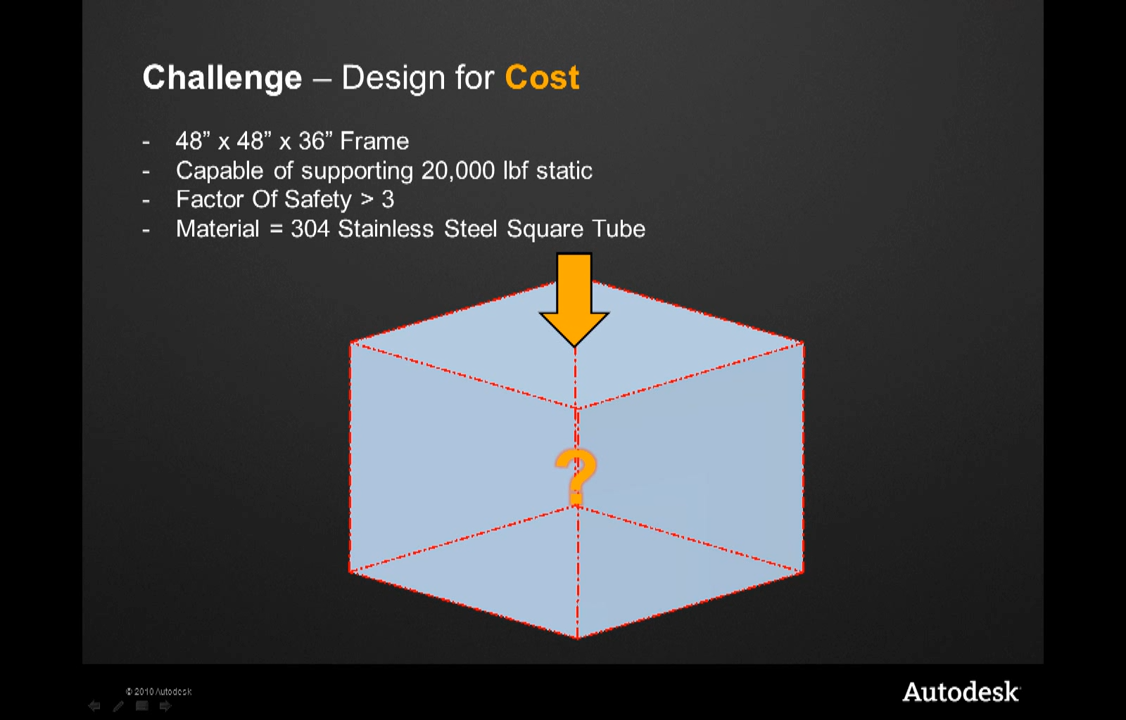 Challenge – Design for Cost
- 48” x 48” x 36” Frame
- Capable of supporting 20,000 lbf static
- Factor Of Safety > 3
- Material = 304 Stainless Steel Square Tube
?
© 2010 Autodesk
Autodesk